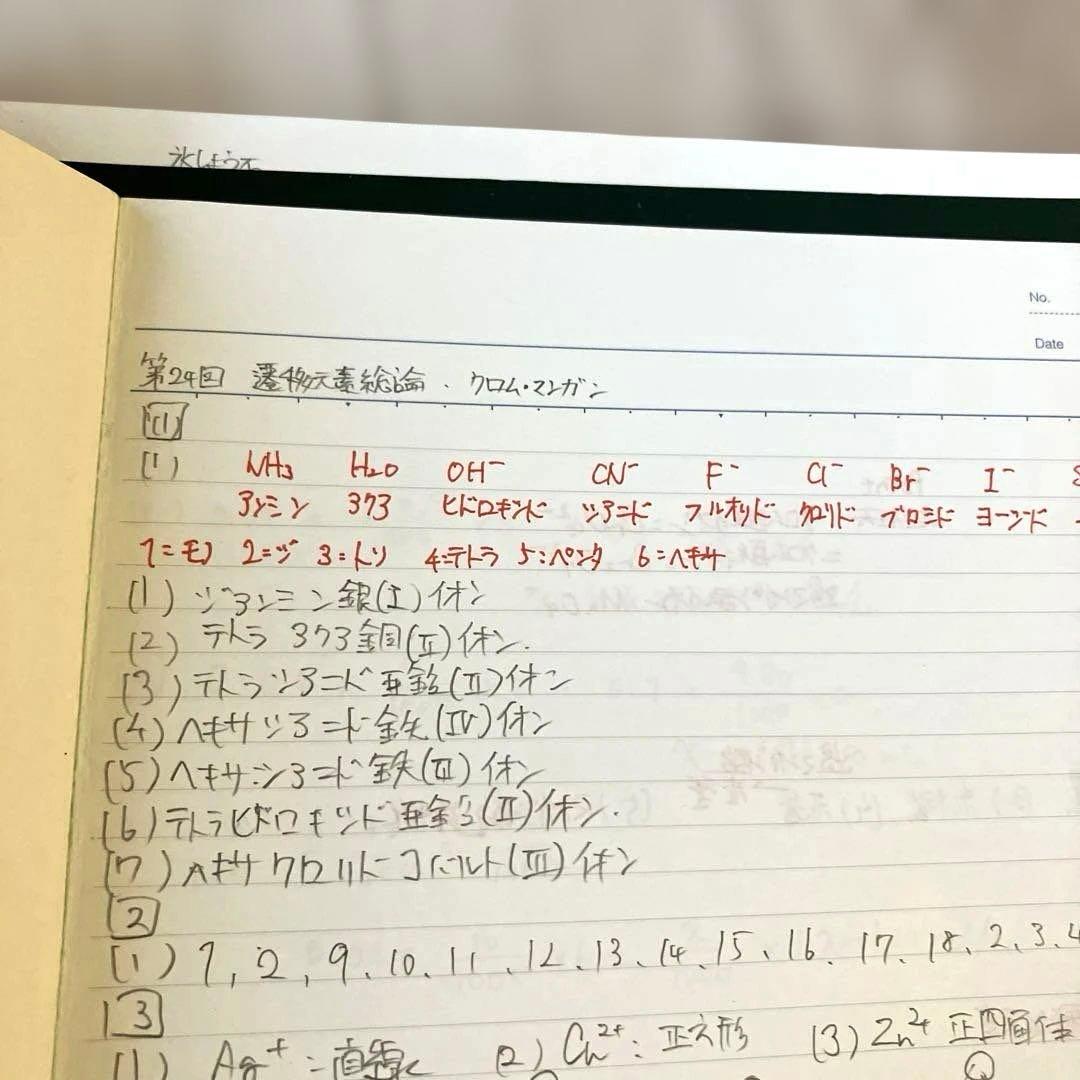 氷しょう石
No.
Date
第24回 遷移元素総論・クロム・マンガン
[1]
(1) NH₃ H₂O OH⁻ CN⁻ F⁻ Cl⁻ Br⁻ I⁻
アンミン アクア ヒドロキシド シアニド フルオリド クロリド ブロミド ヨージド
1=モノ 2=ジ 3=トリ 4=テトラ 5=ペンタ 6=ヘキサ
(1) ジアンミン銀(I)イオン
(2) テトラアクア銅(II)イオン.
(3) テトラシアニド亜鉛(II)イオン
(4) ヘキサシアニド鉄(IV)イオン
(5) ヘキサシアニド鉄(III)イオン
(6) テトラヒドロキシド亜鉛(II)イオン.
(7) ヘキサクロリドコバルト(III)イオン
[2]
(1) 1, 2, 9、10、11、12、13、14、15、16、17、18、2、3、4
[3]
(1) Ag⁺:直線 (2) Cu²⁺:正方形 (3) Zn²⁺ 正四面体